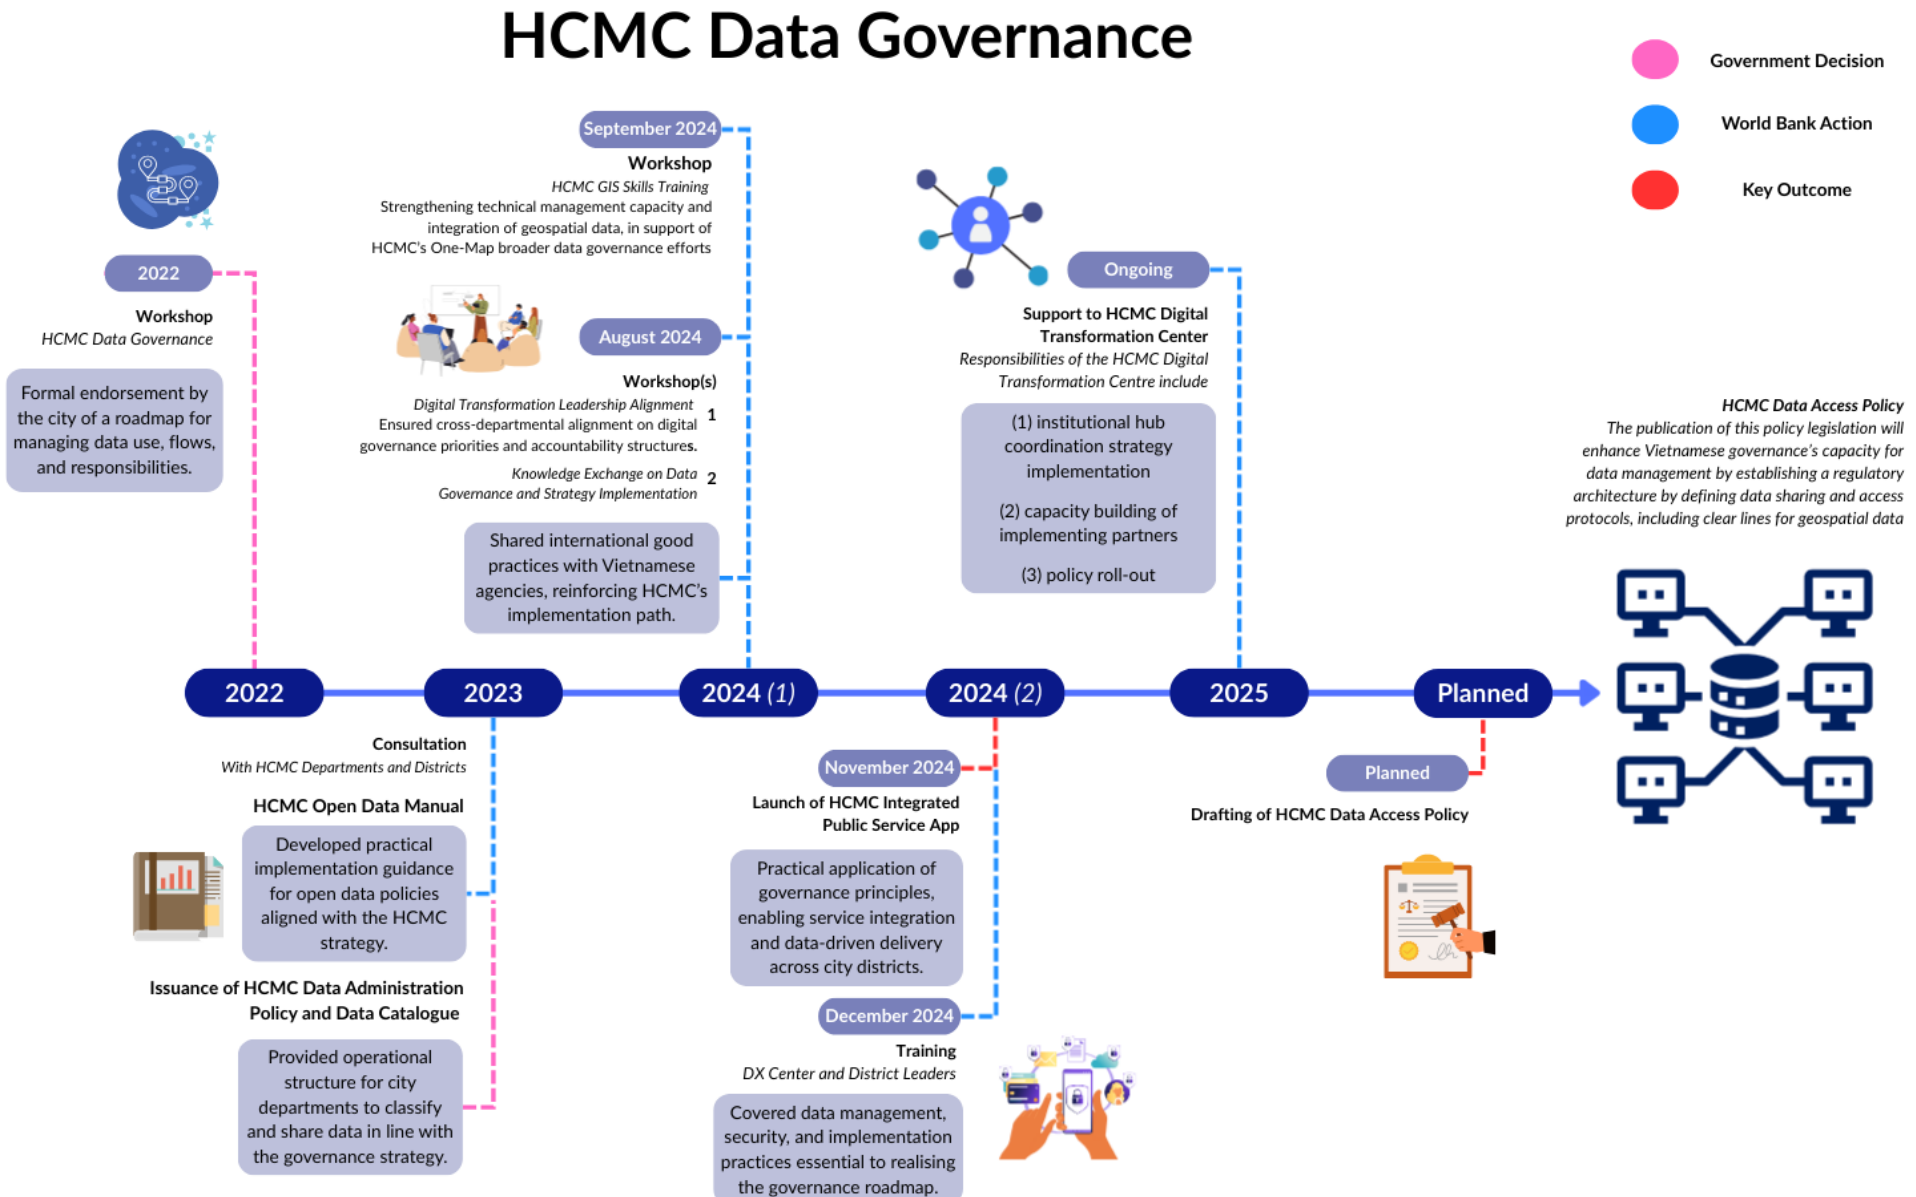 HCMC Data Governance
Government Decision
World Bank Action
Key Outcome
2022
Workshop
HCMC Data Governance
Formal endorsement by
the city of a roadmap for
managing data use, flows,
and responsibilities.
September 2024
Workshop
HCMC GIS Skills Training
Strengthening technical management capacity and
integration of geospatial data, in support of
HCMC's One-Map broader data governance efforts
August 2024
Workshop(s)
Digital Transformation Leadership Alignment 1
Ensured cross-departmental alignment on digital
governance priorities and accountability structures.
Knowledge Exchange on Data 2
Governance and Strategy Implementation
Shared international good
practices with Vietnamese
agencies, reinforcing HCMC's
implementation path.
Ongoing
Support to HCMC Digital
Transformation Center
Responsibilities of the HCMC Digital
Transformation Centre include
(1) institutional hub
coordination strategy
implementation
(2) capacity building of
implementing partners
(3) policy roll-out
HCMC Data Access Policy
The publication of this policy legislation will
enhance Vietnamese governance's capacity for
data management by establishing a regulatory
architecture by defining data sharing and access
protocols, including clear lines for geospatial data
2022
2023
2024 (1)
2024 (2)
2025
Planned
Consultation
With HCMC Departments and Districts
HCMC Open Data Manual
Developed practical
implementation guidance
for open data policies
aligned with the HCMC
strategy.
Issuance of HCMC Data Administration
Policy and Data Catalogue
Provided operational
structure for city
departments to classify
and share data in line with
the governance strategy.
November 2024
Launch of HCMC Integrated
Public Service App
Practical application of
governance principles,
enabling service integration
and data-driven delivery
across city districts.
December 2024
Training
DX Center and District Leaders
Covered data management,
security, and implementation
practices essential to realising
the governance roadmap.
Planned
Drafting of HCMC Data Access Policy